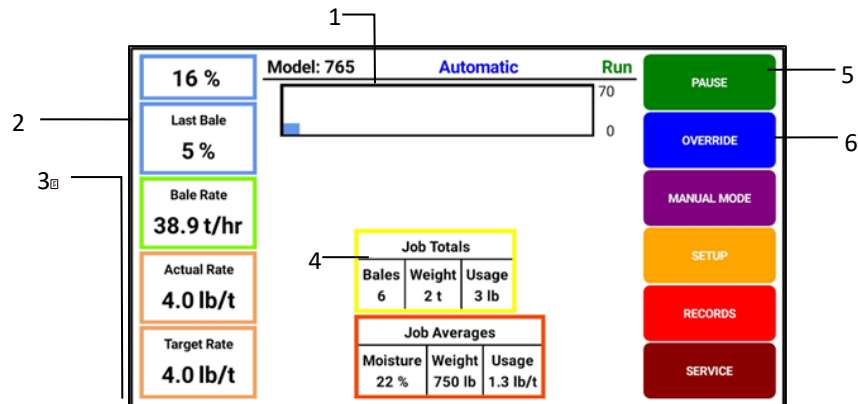 1
Model: 765 Automatic Run
16 %
70
0
2
Last Bale
5 %
3
Bale Rate
38.9 t/hr
Actual Rate
4.0 lb/t
Target Rate
4.0 lb/t
4
Job Totals
Bales Weight Usage
6 2 t 3 lb
Job Averages
Moisture Weight Usage
22 % 750 lb 1.3 lb/t
PAUSE
5
OVERRIDE
6
MANUAL MODE
SETUP
RECORDS
SERVICE